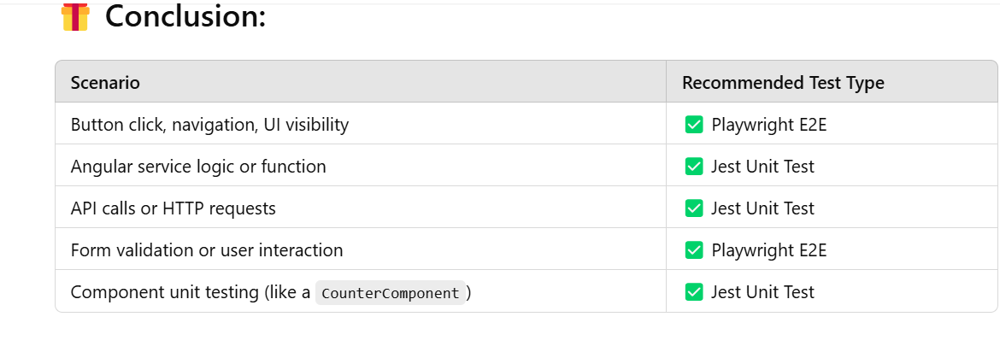 🎁 Conclusion:
Scenario Recommended Test Type
Button click, navigation, UI visibility ✅ Playwright E2E
Angular service logic or function ✅ Jest Unit Test
API calls or HTTP requests ✅ Jest Unit Test
Form validation or user interaction ✅ Playwright E2E
Component unit testing (like a CounterComponent) ✅ Jest Unit Test